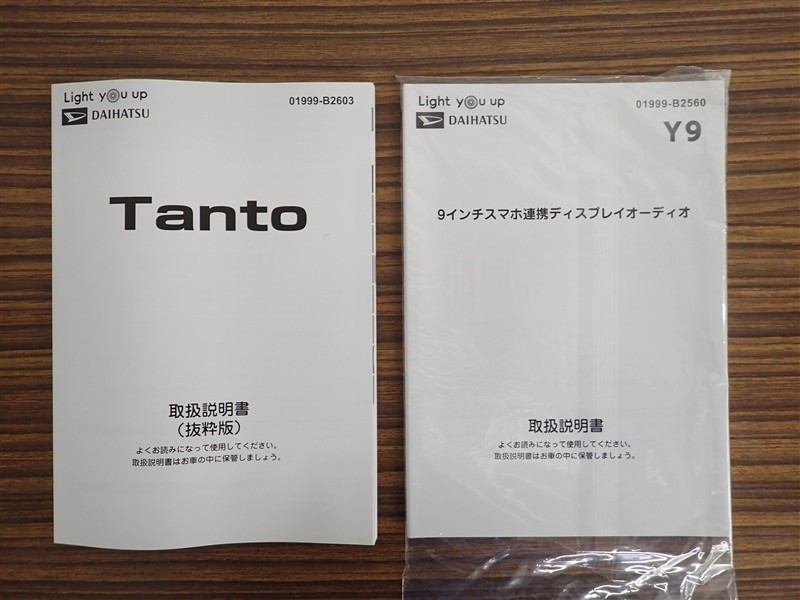 Light you up
DAIHATSU
01999-B2603
Tanto
取扱説明書
（抜粋版）
よくお読みになって使用してください。
取扱説明書はお車の中に保管しましょう。
Light you up
DAIHATSU
01999-B2560
Y9
9インチスマホ連携ディスプレイオーディオ
取扱説明書
よくお読みになって使用してください。
取扱説明書はお車の中に保管しましょう。